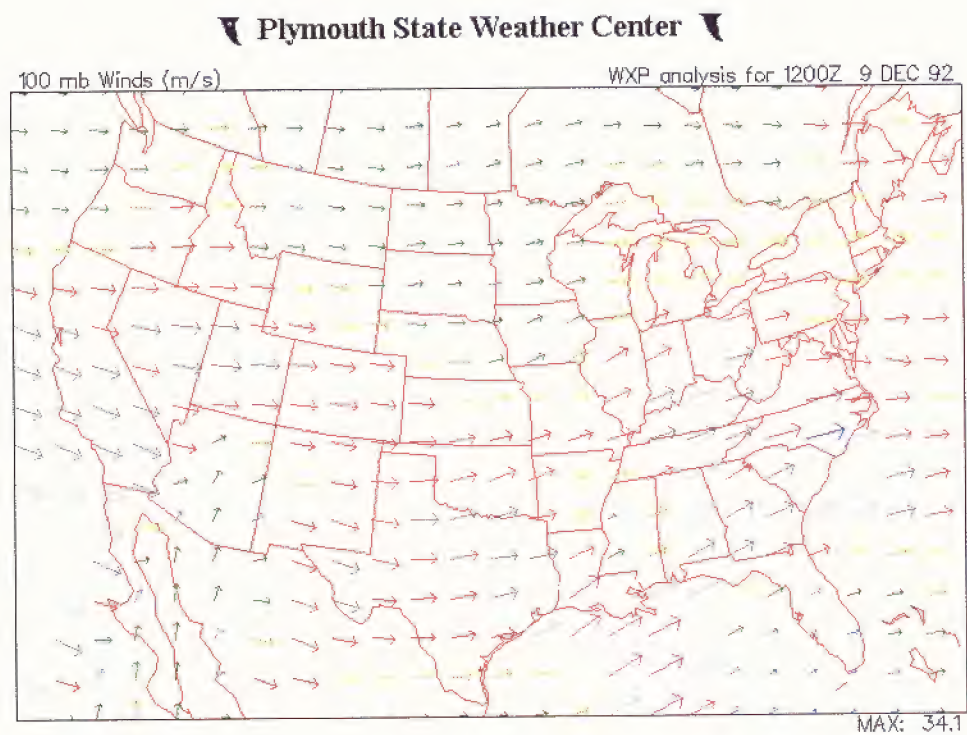 Plymouth State Weather Center
100 mb Winds (m/s)
WXP analysis for 1200Z 9 DEC 92
MAX: 34.1